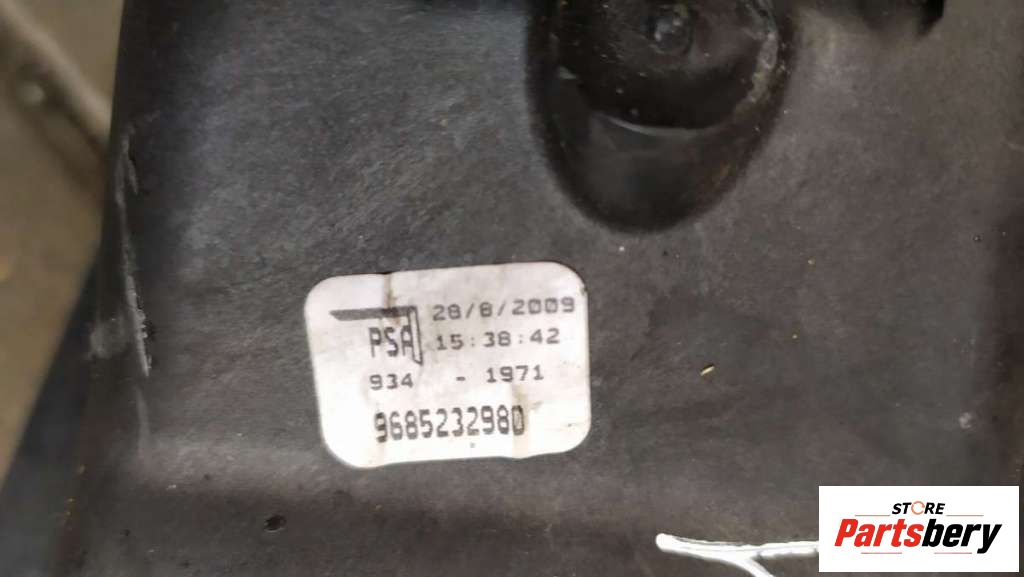 28/8/2009
PSA 15:38:42
934 - 1971
9685232980
STORE
Partsbery